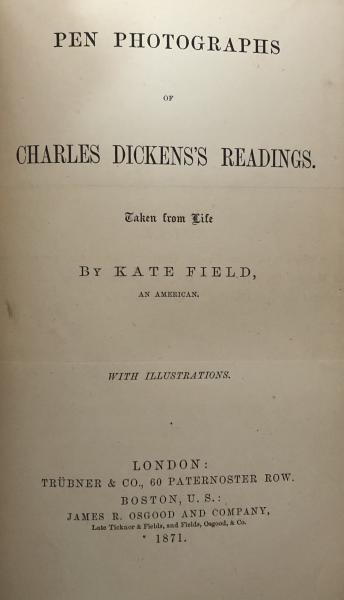 PEN PHOTOGRAPHS
OF
CHARLES DICKENS'S READINGS.
Taken from Life
BY KATE FIELD,
AN AMERICAN.
WITH ILLUSTRATIONS.
LONDON:
TRÜBNER & CO., 60 PATERNOSTER ROW.
BOSTON, U. S.:
JAMES R. OSGOOD AND COMPANY,
Late Ticknor & Fields, and Fields, Osgood, & Co.
1871.